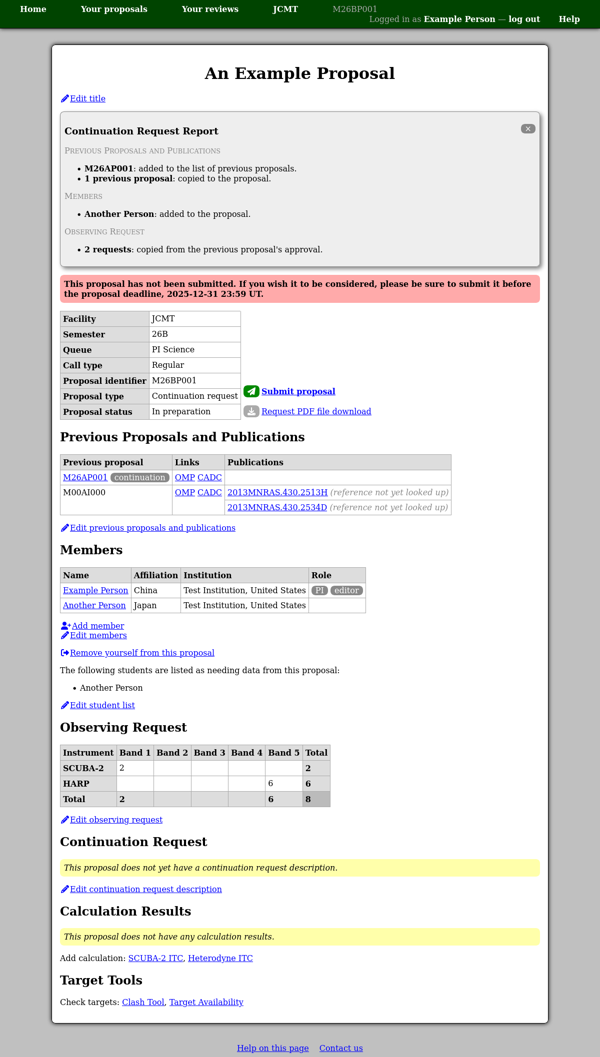 Home Your proposals Your reviews JCMT M26BP001
Logged in as Example Person — log out Help
An Example Proposal
Edit title
Continuation Request Report
×
Previous Proposals and Publications
• M26AP001: added to the list of previous proposals.
• 1 previous proposal: copied to the proposal.
Members
• Another Person: added to the proposal.
Observing Request
• 2 requests: copied from the previous proposal's approval.
This proposal has not been submitted. If you wish it to be considered, please be sure to submit it before
the proposal deadline, 2025-12-31 23:59 UT.
Facility JCMT
Semester 26B
Queue PI Science
Call type Regular
Proposal identifier M26BP001
Proposal type Continuation request
Submit proposal
Proposal status In preparation
Request PDF file download
Previous Proposals and Publications
Previous proposal Links Publications
M26AP001 continuation OMP CADC
M00AI000 OMP CADC 2013MNRAS.430.2513H (reference not yet looked up)
2013MNRAS.430.2534D (reference not yet looked up)
Edit previous proposals and publications
Members
Name Affiliation Institution Role
Example Person China Test Institution, United States PI editor
Another Person Japan Test Institution, United States
Add member
Edit members
Remove yourself from this proposal
The following students are listed as needing data from this proposal:
• Another Person
Edit student list
Observing Request
Instrument Band 1 Band 2 Band 3 Band 4 Band 5 Total
SCUBA-2 2 2
HARP 6 6
Total 2 6 8
Edit observing request
Continuation Request
This proposal does not yet have a continuation request description.
Edit continuation request description
Calculation Results
This proposal does not have any calculation results.
Add calculation: SCUBA-2 ITC, Heterodyne ITC
Target Tools
Check targets: Clash Tool, Target Availability
Help on this page Contact us